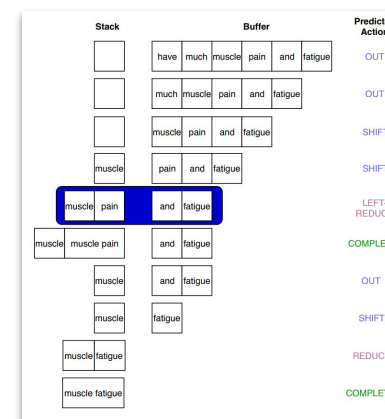 Stack Buffer Predict
Action
have much muscle pain and fatigue OUT
much muscle pain and fatigue OUT
muscle pain and fatigue SHIFT
muscle pain and fatigue SHIFT
muscle pain and fatigue LEFT-
REDUC
muscle muscle pain and fatigue COMPLE
muscle and fatigue OUT
muscle fatigue SHIFT
muscle fatigue REDUC
muscle fatigue COMPLE